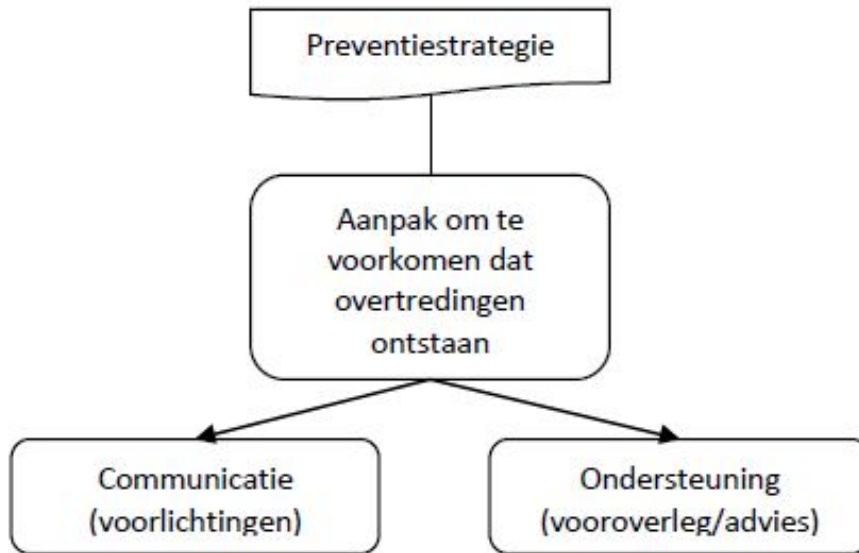 Preventiestrategie
Aanpak om te
voorkomen dat
overtredingen
ontstaan
Communicatie
(voorlichtingen)
Ondersteuning
(vooroverleg/advies)